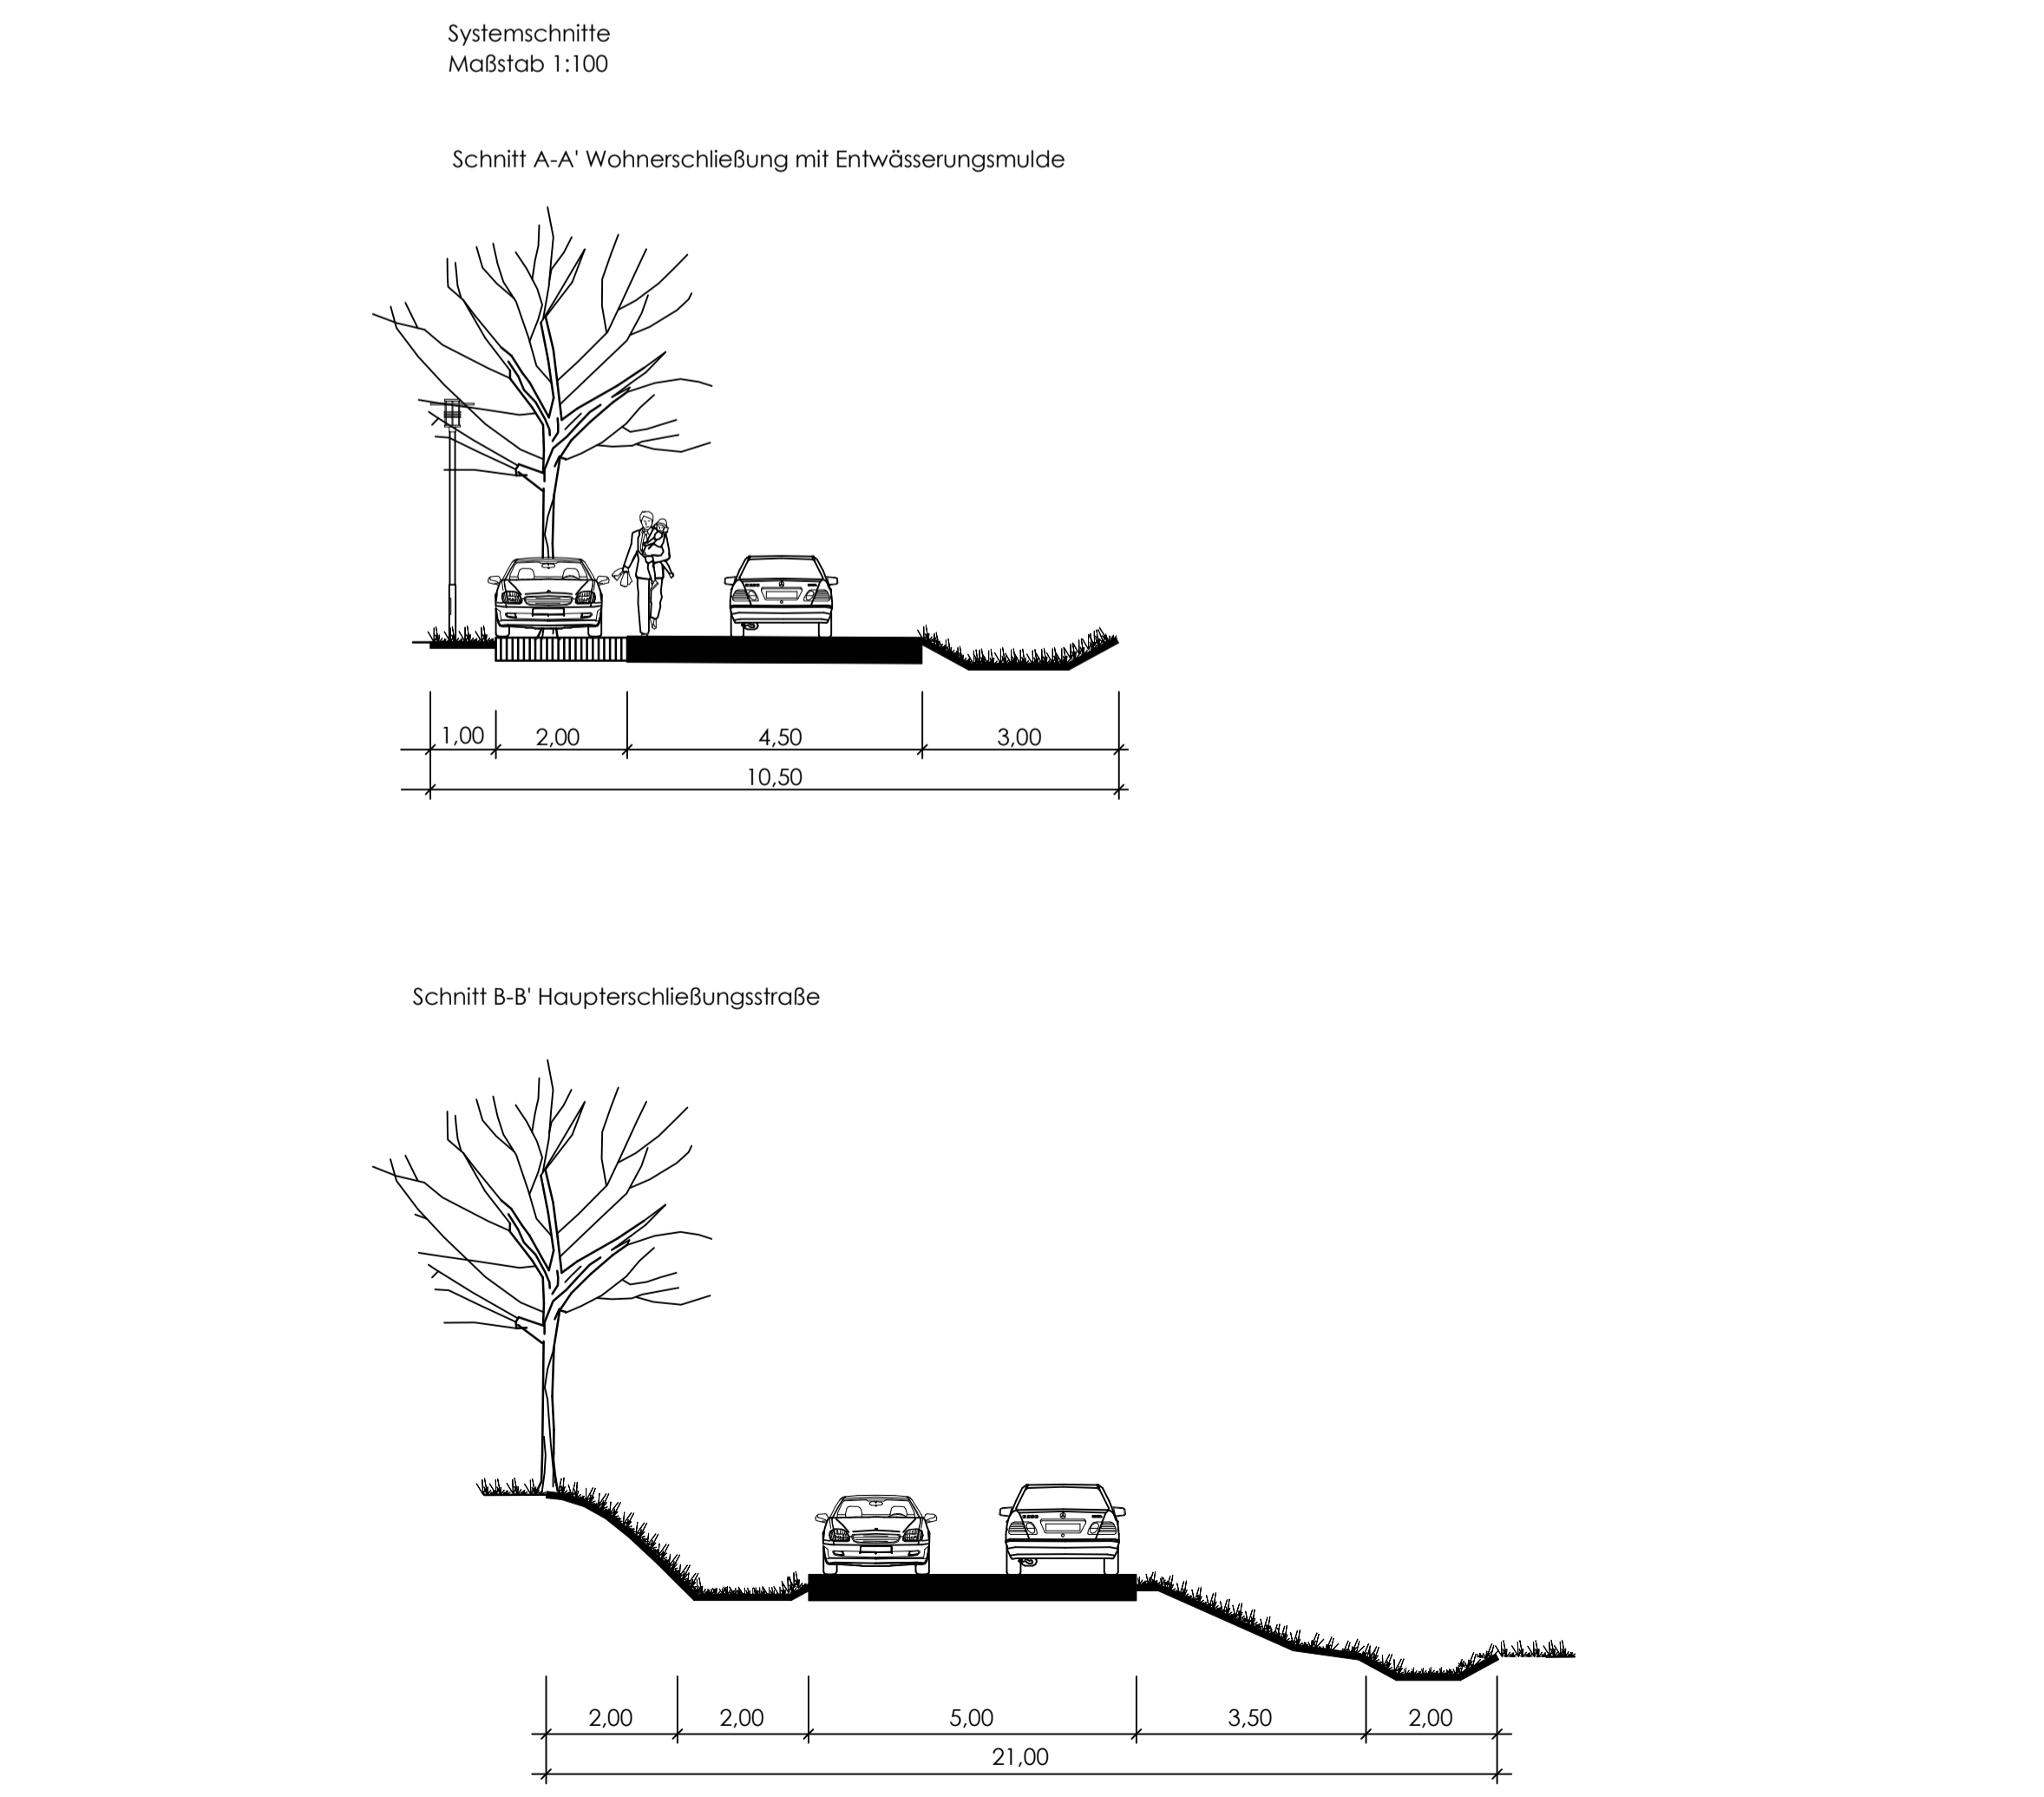 Systemschnitte
Maßstab 1:100
Schnitt A-A' Wohnerschließung mit Entwässerungsmulde
1,00 2,00 4,50 3,00
10,50
Schnitt B-B' Haupterschließungsstraße
2,00 2,00 5,00 3,50 2,00
21,00